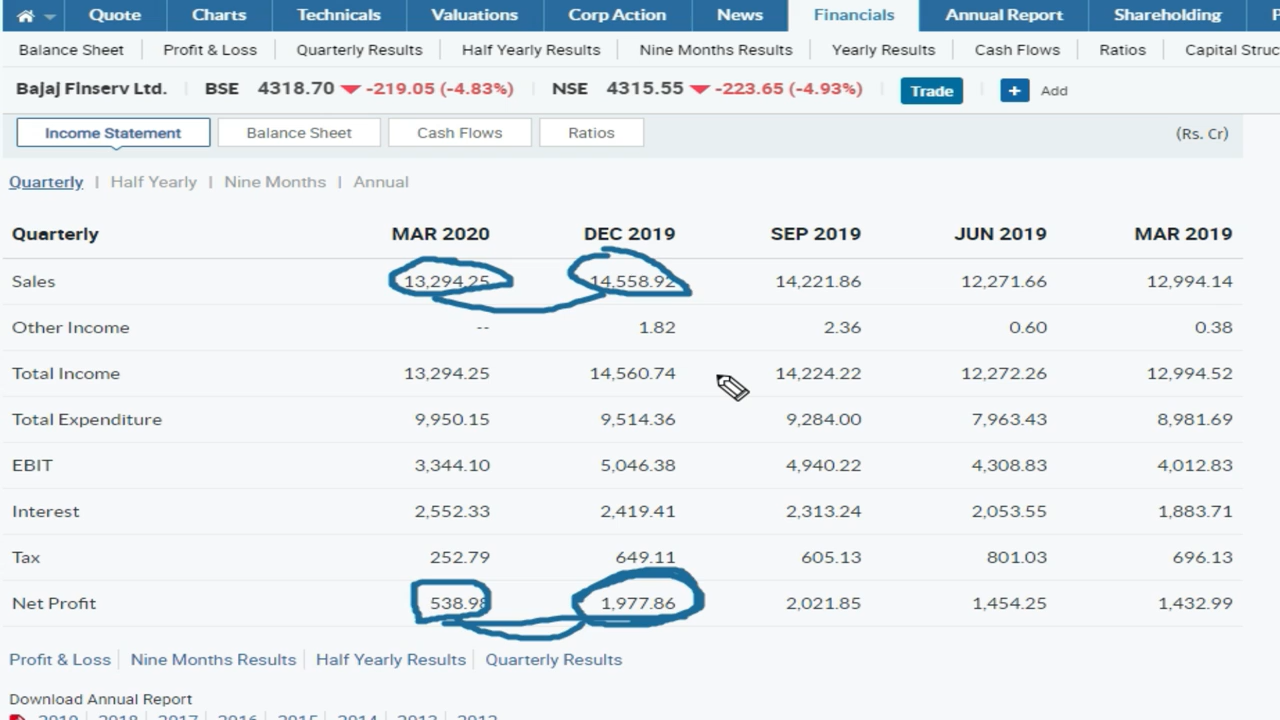 Quote Charts Technicals Valuations Corp Action News Financials Annual Report Shareholding
Balance Sheet Profit & Loss Quarterly Results Half Yearly Results Nine Months Results Yearly Results Cash Flows Ratios Capital Struc
Bajaj FInserv Ltd. BSE 4318.70 -219.05 (-4.83%) NSE 4315.55 -223.65 (-4.93%) Trade + Add
Income Statement Balance Sheet Cash Flows Ratios (Rs. Cr)
Quarterly | Half Yearly | Nine Months | Annual
Quarterly MAR 2020 DEC 2019 SEP 2019 JUN 2019 MAR 2019
Sales 13,294.25 14,558.92 14,221.86 12,271.66 12,994.14
Other Income -- 1.82 2.36 0.60 0.38
Total Income 13,294.25 14,560.74 14,224.22 12,272.26 12,994.52
Total Expenditure 9,950.15 9,514.36 9,284.00 7,963.43 8,981.69
EBIT 3,344.10 5,046.38 4,940.22 4,308.83 4,012.83
Interest 2,552.33 2,419.41 2,313.24 2,053.55 1,883.71
Tax 252.79 649.11 605.13 801.03 696.13
Net Profit 538.98 1,977.86 2,021.85 1,454.25 1,432.99
Profit & Loss | Nine Months Results | Half Yearly Results | Quarterly Results
Download Annual Report
2019 | 2018 | 2017 | 2016 | 2015 | 2014 | 2013 | 2012